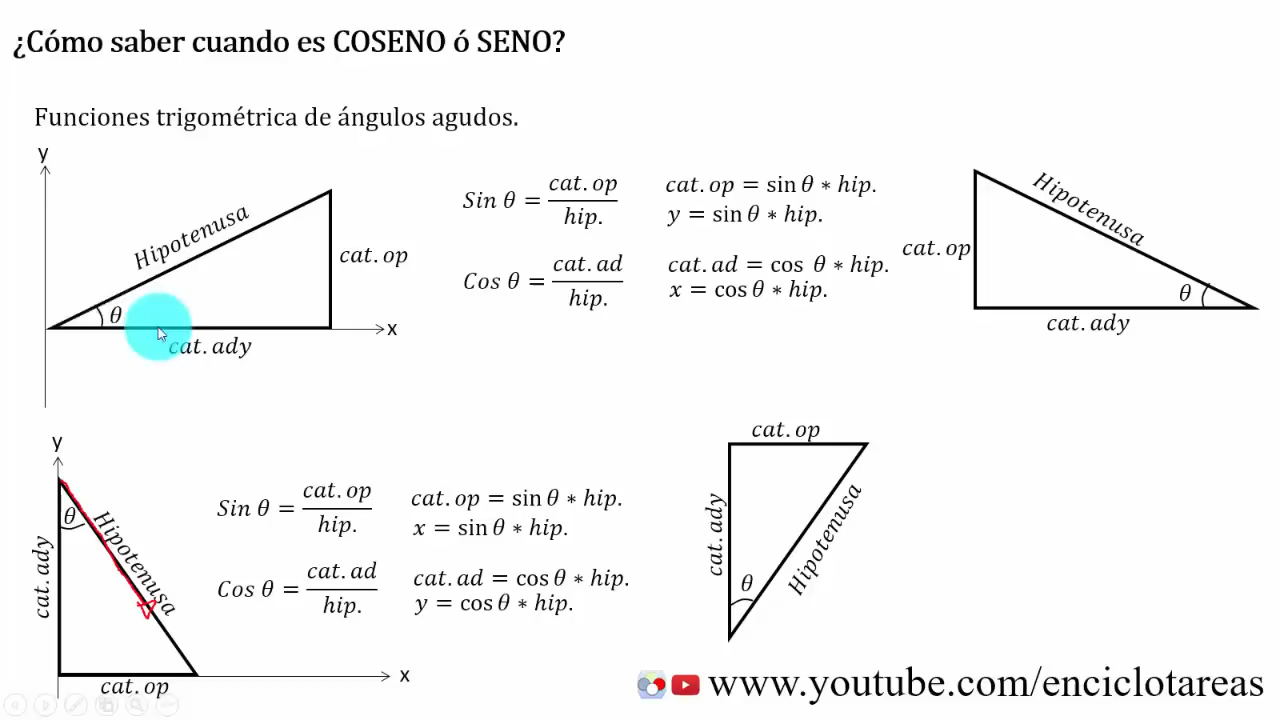 ¿Cómo saber cuando es COSENO ó SENO?
Funciones trigométrica de ángulos agudos.
y
Hipotenusa
cat. op
θ
x
cat. ady
Sin θ = cat. op / hip.
cat. op = sin θ ∗ hip.
y = sin θ ∗ hip.
Cos θ = cat. ad / hip.
cat. ad = cos θ ∗ hip.
x = cos θ ∗ hip.
Hipotenusa
cat. op
θ
cat. ady
y
θ
Hipotenusa
cat. ady
cat. op
x
Sin θ = cat. op / hip.
cat. op = sin θ ∗ hip.
x = sin θ ∗ hip.
Cos θ = cat. ad / hip.
cat. ad = cos θ ∗ hip.
y = cos θ ∗ hip.
cat. op
cat. ady
θ
Hipotenusa
www.youtube.com/enciclotareas